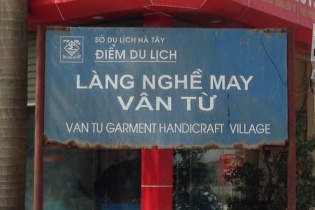 SỞ DU LỊCH HÀ TÂY
ĐIỂM DU LỊCH
LÀNG NGHỀ MAY
VÂN TỪ
VAN TU GARMENT HANDICRAFT VILLAGE